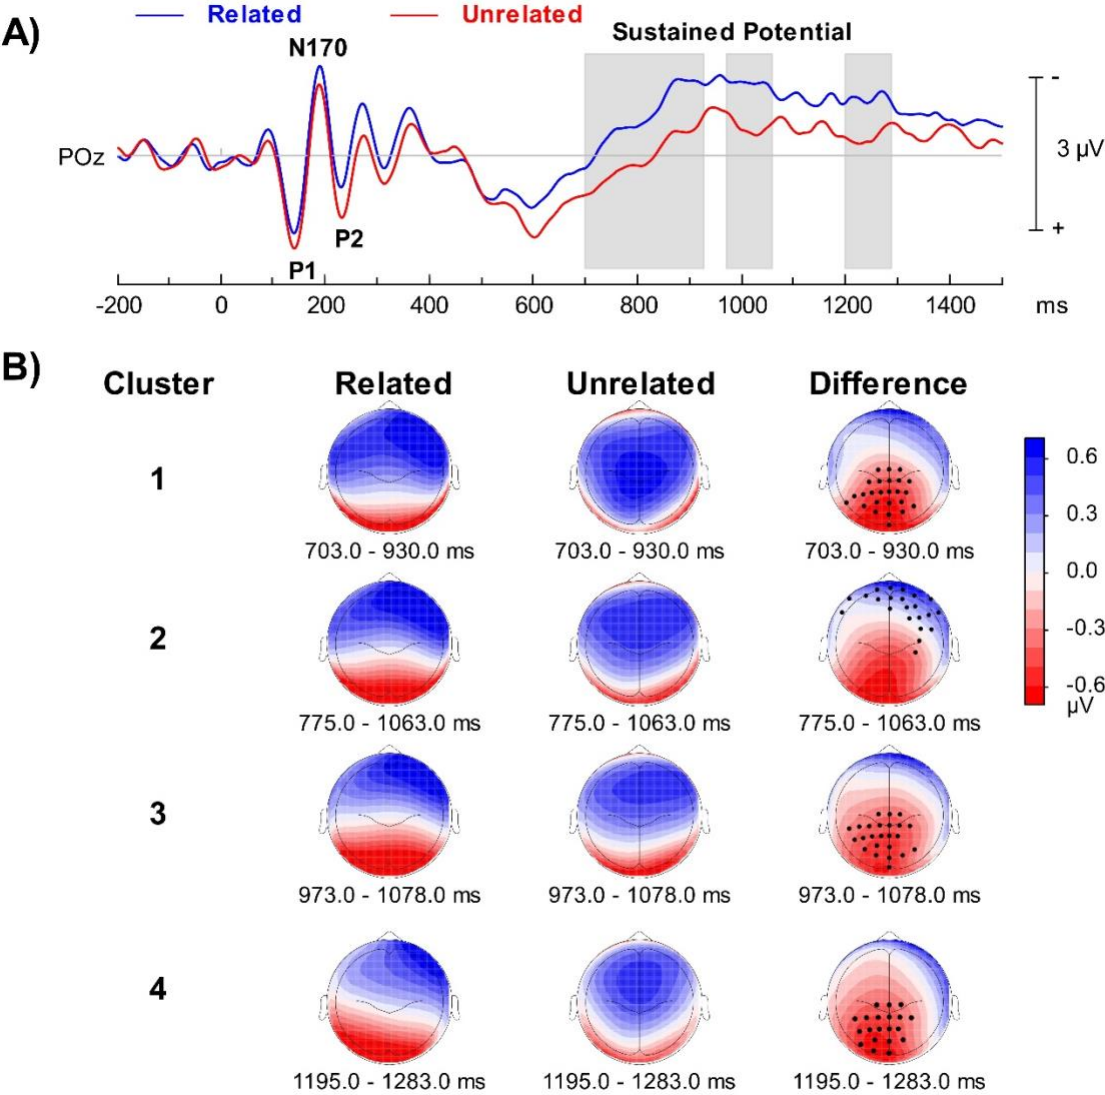 A)
Related
Unrelated
Sustained Potential
N170
-
POz
3 µV
P2
+
P1
-200 0 200 400 600 800 1000 1200 1400 ms
B)
Cluster Related Unrelated Difference
1
703.0 - 930.0 ms 703.0 - 930.0 ms 703.0 - 930.0 ms
2
775.0 - 1063.0 ms 775.0 - 1063.0 ms 775.0 - 1063.0 ms
3
973.0 - 1078.0 ms 973.0 - 1078.0 ms 973.0 - 1078.0 ms
4
1195.0 - 1283.0 ms 1195.0 - 1283.0 ms 1195.0 - 1283.0 ms
0.6
0.3
0.0
-0.3
-0.6
µV